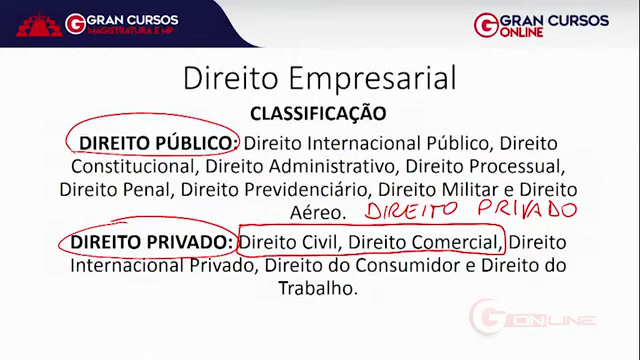 GRAN CURSOS
MAGISTRATURA E MP
GRAN CURSOS
ONLINE
Direito Empresarial
CLASSIFICAÇÃO
DIREITO PÚBLICO: Direito Internacional Público, Direito
Constitucional, Direito Administrativo, Direito Processual,
Direito Penal, Direito Previdenciário, Direito Militar e Direito
Aéreo. DIREITO PRIVADO
DIREITO PRIVADO: Direito Civil, Direito Comercial, Direito
Internacional Privado, Direito do Consumidor e Direito do
Trabalho.
G ONLINE